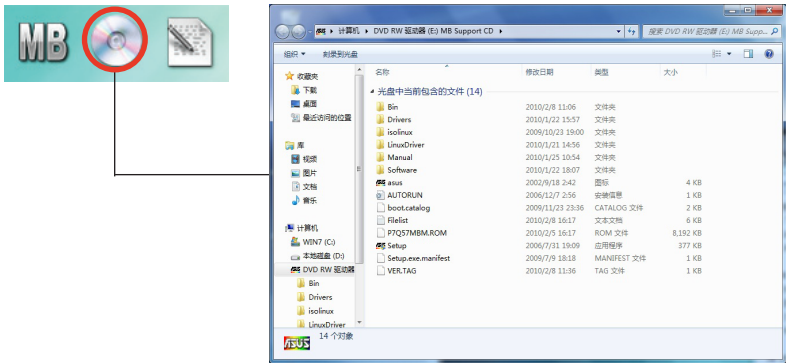 MB
计算机 ▸ DVD RW 驱动器 (E:) MB Support CD ▸
搜索 DVD RW 驱动器 (E:) MB Supp...
组织 刻录到光盘
收藏夹
下载
桌面
最近访问的位置
库
视频
图片
文档
音乐
计算机
WIN7 (C:)
本地磁盘 (D:)
DVD RW 驱动器
Bin
Drivers
isolinux
LinuxDriver
名称 修改日期 类型 大小
光盘中当前包含的文件 (14)
Bin 2010/2/8 11:06 文件夹
Drivers 2010/1/22 15:57 文件夹
isolinux 2009/10/23 19:00 文件夹
LinuxDriver 2010/1/21 14:56 文件夹
Manual 2010/1/25 10:54 文件夹
Software 2010/1/22 18:07 文件夹
asus 2002/9/18 2:42 图标 4 KB
AUTORUN 2006/12/7 2:56 安装信息 1 KB
boot.catalog 2009/11/23 23:36 CATALOG 文件 2 KB
Filelist 2010/2/8 16:17 文本文档 6 KB
P7Q57MBM.ROM 2010/2/5 16:17 ROM 文件 8,192 KB
Setup 2006/7/31 19:09 应用程序 377 KB
Setup.exe.manifest 2009/7/9 18:18 MANIFEST 文件 1 KB
VER.TAG 2010/2/8 11:36 TAG 文件 1 KB
ASUS
14 个对象